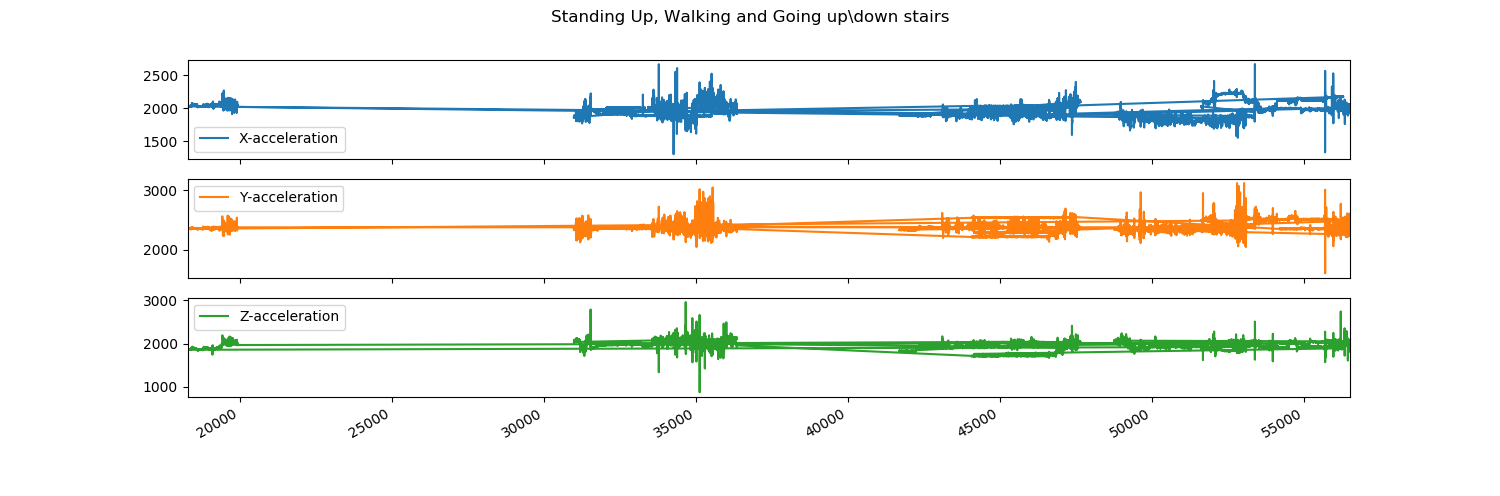 Standing Up, Walking and Going up\down stairs
2500
2000
1500
X-acceleration
3000
2000
Y-acceleration
3000
2000
1000
Z-acceleration
20000 25000 30000 35000 40000 45000 50000 55000